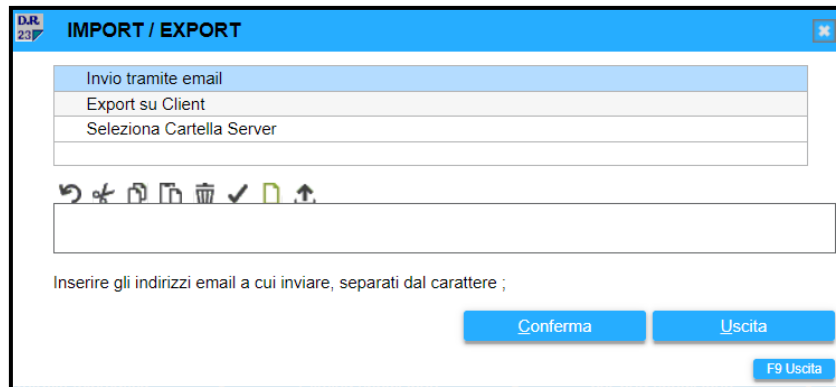 D.R.
23
IMPORT / EXPORT
Invio tramite email
Export su Client
Seleziona Cartella Server
Inserire gli indirizzi email a cui inviare, separati dal carattere ;
Conferma
Uscita
F9 Uscita